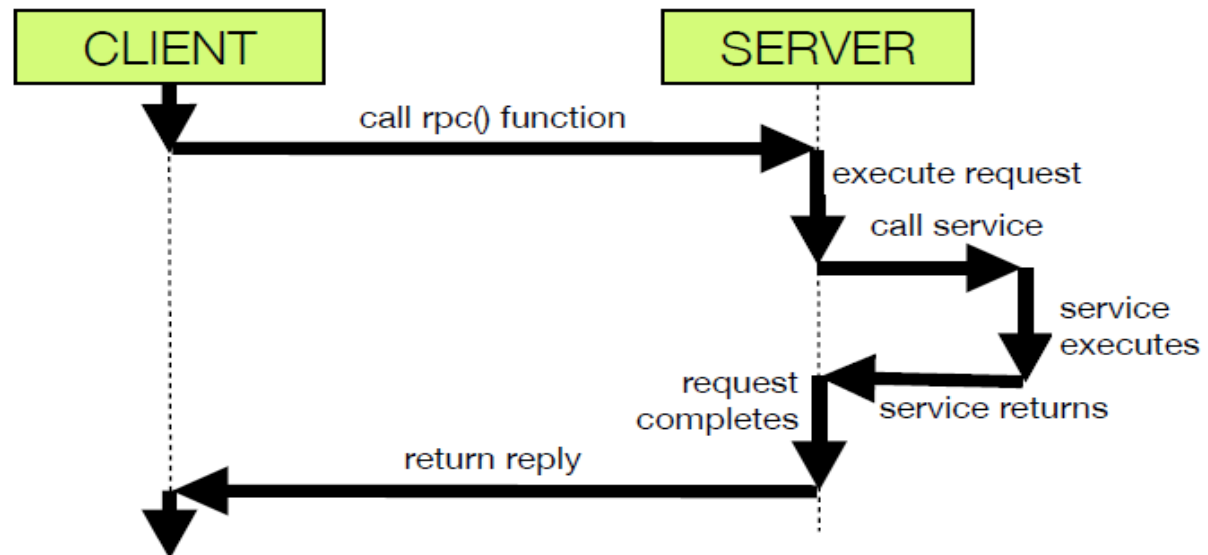 CLIENT
SERVER
call rpc() function
execute request
call service
service
executes
request
completes
service returns
return reply